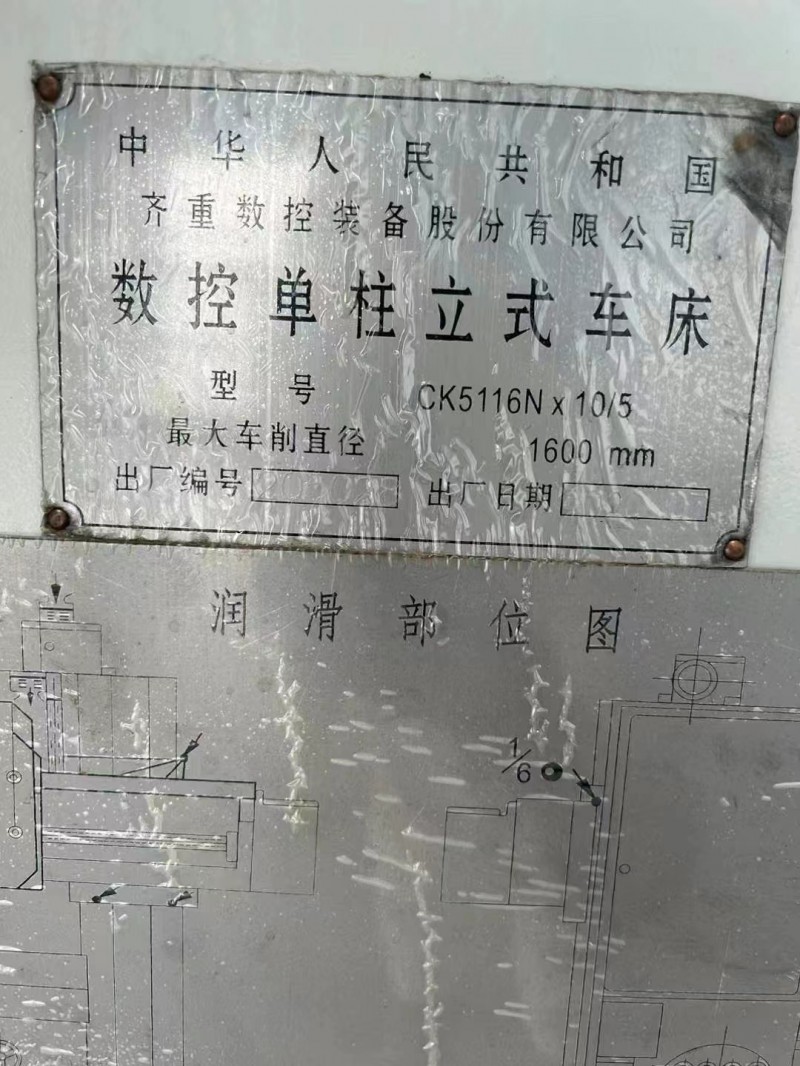 中华人民共和国
齐重数控装备股份有限公司
数控单柱立式车床
型号 CK5116N x 10/5
最大车削直径 1600 mm
出厂编号 出厂日期
润滑部位图
1/6